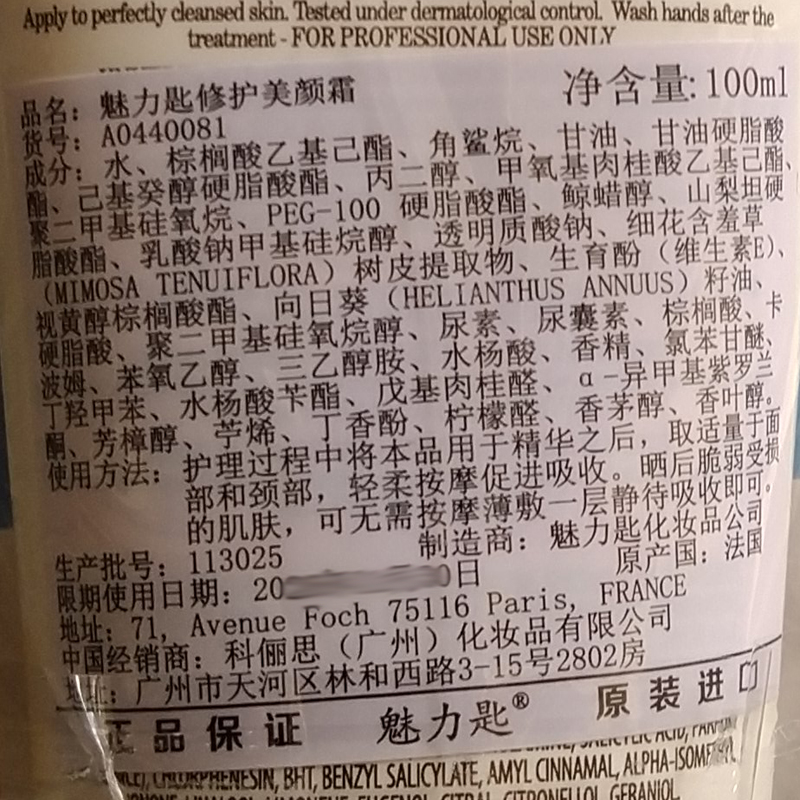 Apply to perfectly cleansed skin. Tested under dermatological control. Wash hands after the
treatment - FOR PROFESSIONAL USE ONLY
品名：魅力匙修护美颜霜 净含量：100ml
货号：A0440081
成分：水、棕榈酸乙基己酯、角鲨烷、甘油、甘油硬脂酸
酯、己基癸醇硬脂酸酯、丙二醇、甲氧基肉桂酸乙基己酯、
聚二甲基硅氧烷、PEG-100 硬脂酸酯、鲸蜡醇、山梨坦硬
脂酸酯、乳酸钠甲基硅烷醇、透明质酸钠、细花含羞草
（MIMOSA TENUIFLORA）树皮提取物、生育酚（维生素E）、
视黄醇棕榈酸酯、向日葵（HELIANTHUS ANNUUS）籽油、
硬脂酸、聚二甲基硅氧烷醇、尿素、尿囊素、棕榈酸、卡
波姆、苯氧乙醇、三乙醇胺、水杨酸、香精、氯苯甘醚、
丁羟甲苯、水杨酸苄酯、戊基肉桂醛、α-异甲基紫罗兰
酮、芳樟醇、苧烯、丁香酚、柠檬醛、香茅醇、香叶醇。
使用方法：护理过程中将本品用于精华之后，取适量于面
部和颈部，轻柔按摩促进吸收。晒后脆弱受损
的肌肤，可无需按摩薄敷一层静待吸收即可。
生产批号：113025 制造商：魅力匙化妆品公司
限期使用日期：20 0日 原产国：法国
地址：71, Avenue Foch 75116 Paris, FRANCE
中国经销商：科俪思（广州）化妆品有限公司
地址：广州市天河区林和西路3-15号2802房
正品保证 魅力匙® 原装进口
SALICYLIC ACID, PARFUM
CHLORPHENESIN, BHT, BENZYL SALICYLATE, AMYL CINNAMAL, ALPHA-ISOME
LIMONENE, EUGENOL, CITRAL, CITRONELLOL, GERANIOL.